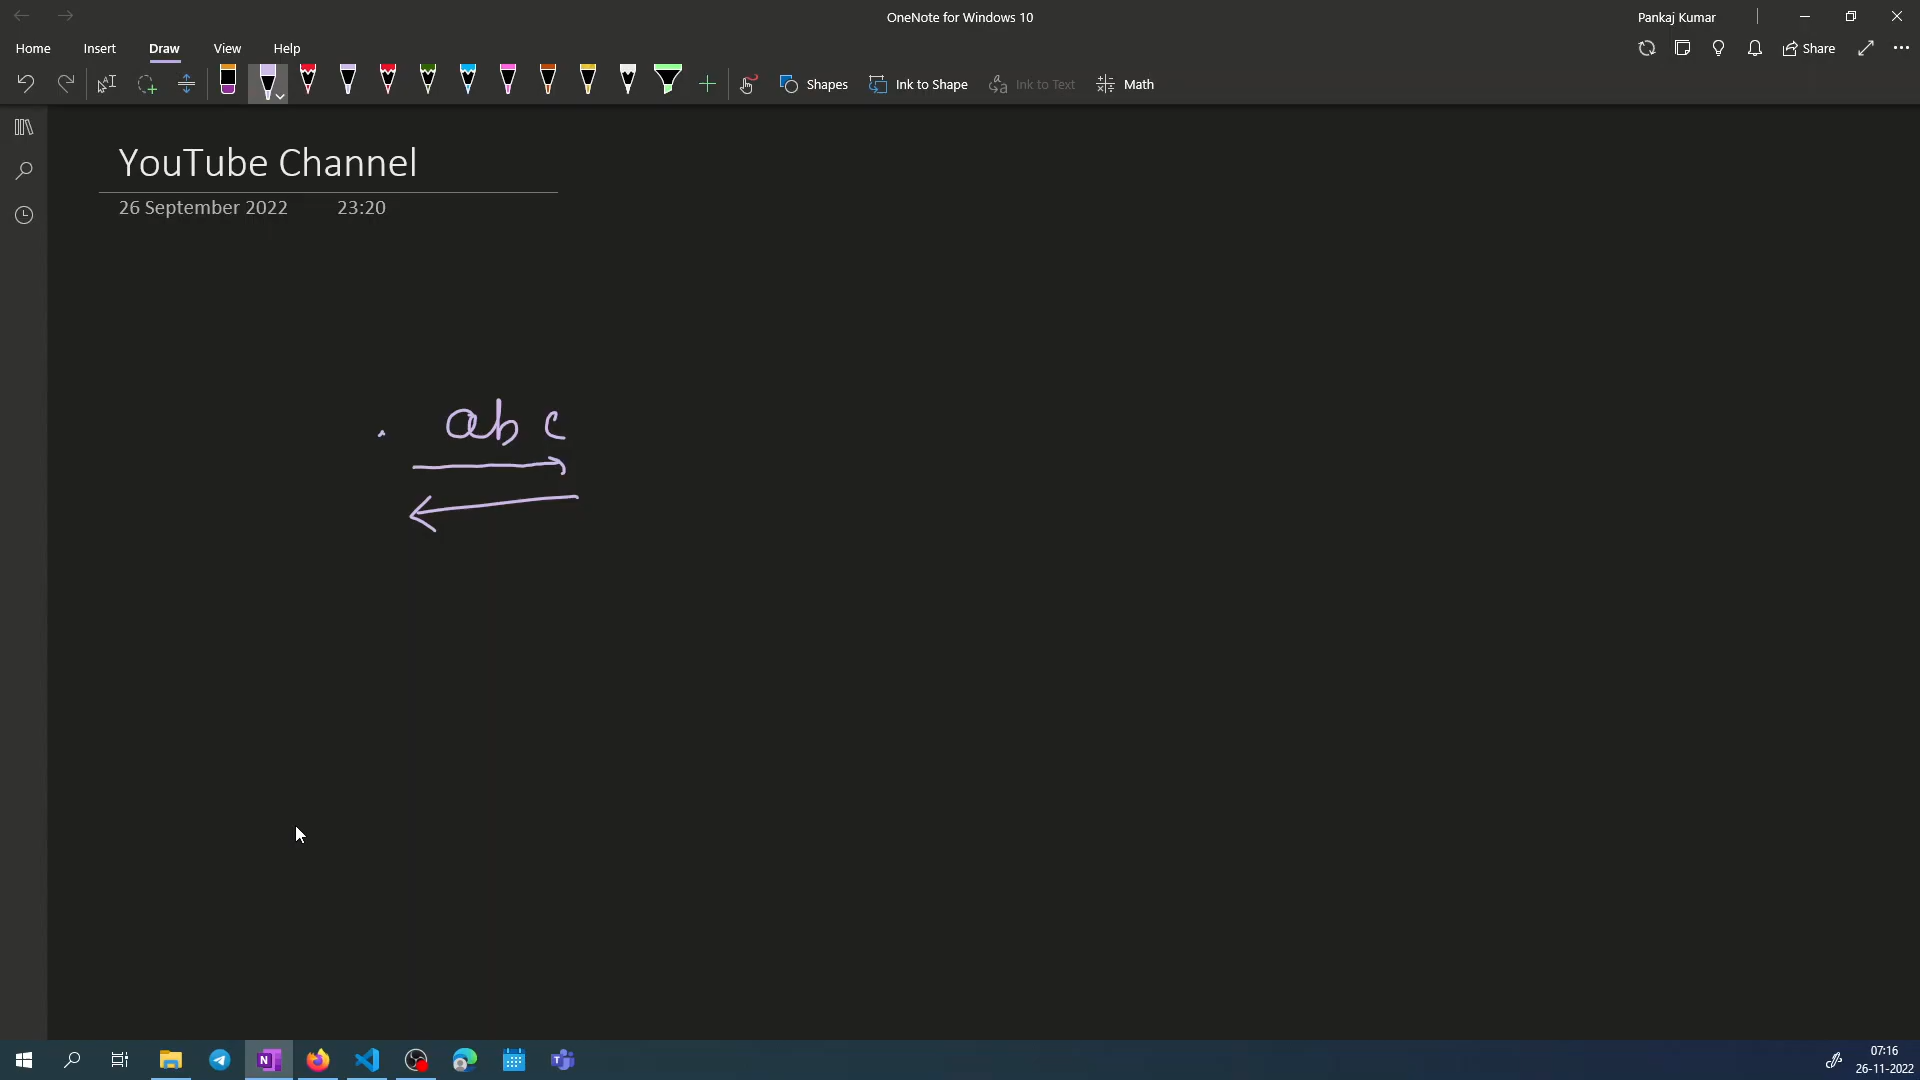 OneNote for Windows 10
Pankaj Kumar
Home Insert Draw View Help
Share
Shapes Ink to Shape Ink to Text Math
YouTube Channel
26 September 2022 23:20
abc
07:16
26-11-2022